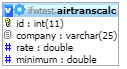 ifwtest.airtranscalc
id : int(11)
company : varchar(25)
rate : double
minimum : double